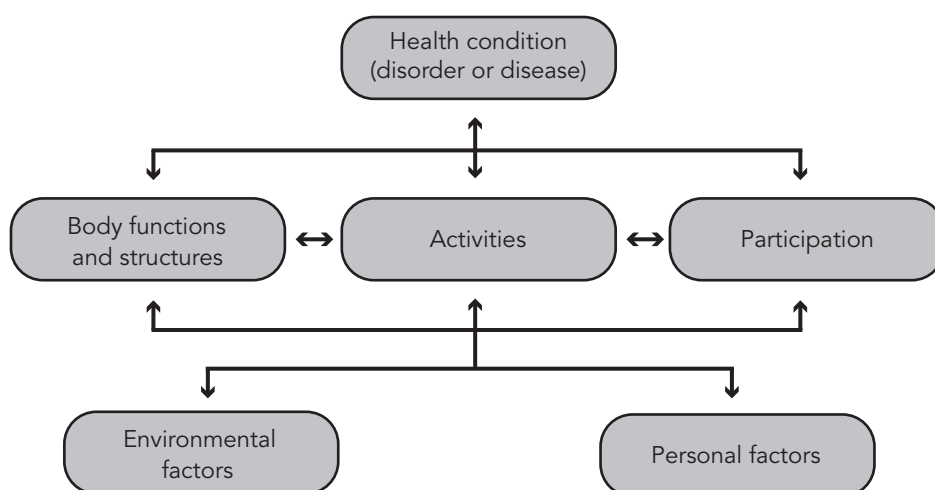 Health condition
(disorder or disease)
Body functions
and structures
Activities
Participation
Environmental
factors
Personal factors